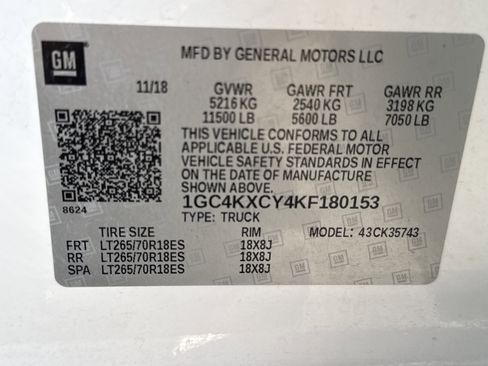 GM
MFD BY GENERAL MOTORS LLC
11/18 GVWR GAWR FRT GAWR RR
5216 KG 2540 KG 3198 KG
11500 LB 5600 LB 7050 LB
THIS VEHICLE CONFORMS TO ALL
APPLICABLE U.S. FEDERAL MOTOR
VEHICLE SAFETY STANDARDS IN EFFECT
ON THE DATE OF MANUFACTURE
SHOWN ABOVE.
8624
1GC4KXCY4KF180153
TYPE: TRUCK
TIRE SIZE RIM MODEL: 43CK35743
FRT LT265/70R18ES 18X8J
RR LT265/70R18ES 18X8J
SPA LT265/70R18ES 18X8J